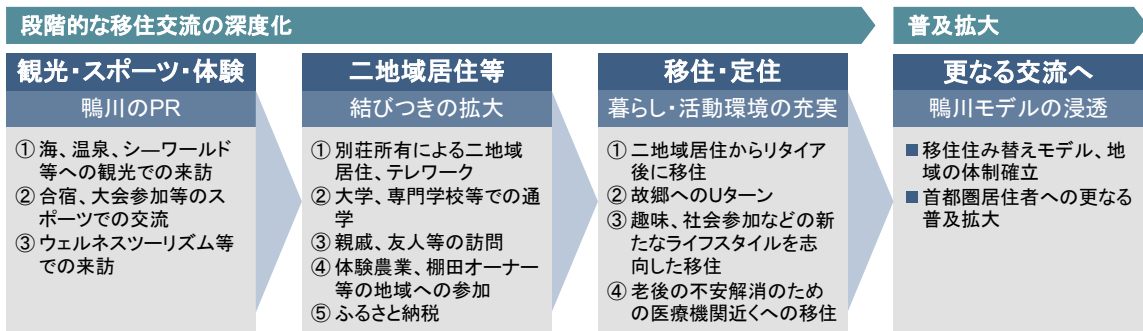 段階的な移住交流の深度化
普及拡大
観光・スポーツ・体験
鴨川のPR
① 海、温泉、シーワールド
等への観光での来訪
② 合宿、大会参加等のス
ポーツでの交流
③ ウェルネスツーリズム等
での来訪
二地域居住等
結びつきの拡大
① 別荘所有による二地域
居住、テレワーク
② 大学、専門学校等での通
学
③ 親戚、友人等の訪問
④ 体験農業、棚田オーナー
等の地域への参加
⑤ ふるさと納税
移住・定住
暮らし・活動環境の充実
① 二地域居住からリタイア
後に移住
② 故郷へのUターン
③ 趣味、社会参加などの新
たなライフスタイルを志
向した移住
④ 老後の不安解消のため
の医療機関近くへの移住
更なる交流へ
鴨川モデルの浸透
■ 移住住み替えモデル、地
域の体制確立
■ 首都圏居住者への更なる
普及拡大